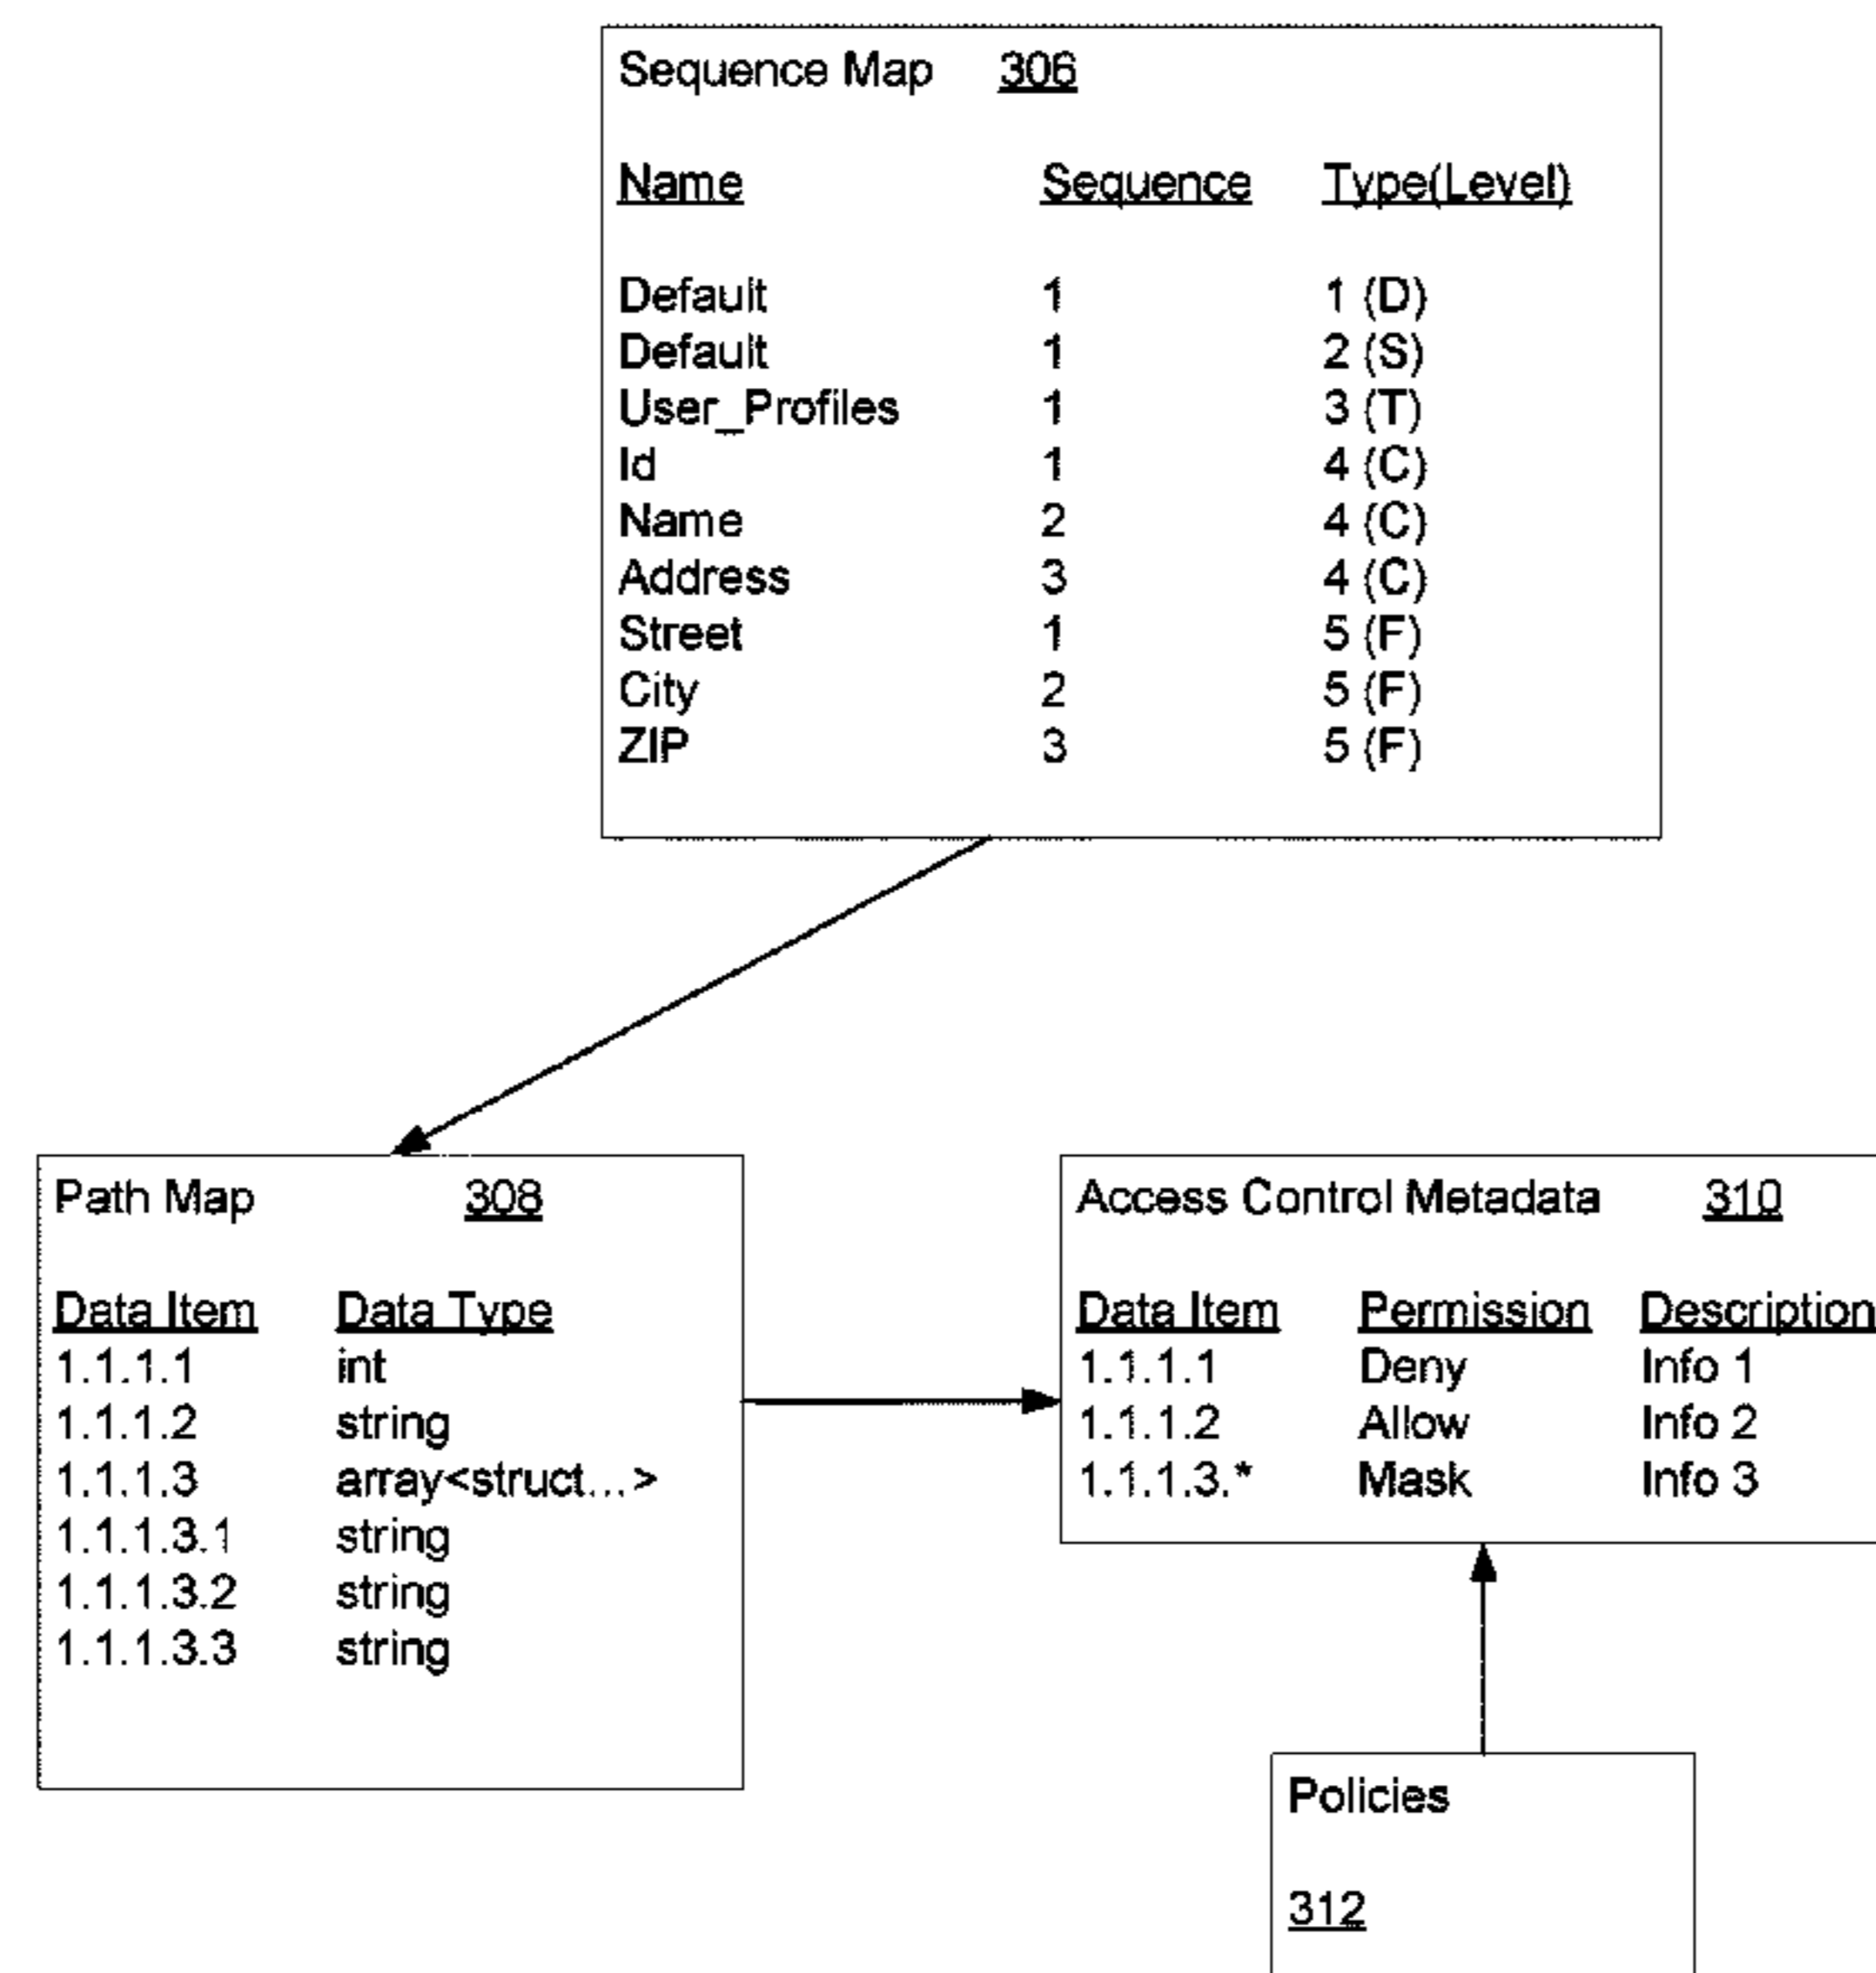 Sequence Map 306
Name Sequence Type(Level)
Default 1 1 (D)
Default 1 2 (S)
User_Profiles 1 3 (T)
Id 1 4 (C)
Name 2 4 (C)
Address 3 4 (C)
Street 1 5 (F)
City 2 5 (F)
ZIP 3 5 (F)
Path Map 308
Data Item Data Type
1.1.1.1 int
1.1.1.2 string
1.1.1.3 array<struct...>
1.1.1.3.1 string
1.1.1.3.2 string
1.1.1.3.3 string
Access Control Metadata 310
Data Item Permission Description
1.1.1.1 Deny Info 1
1.1.1.2 Allow Info 2
1.1.1.3.* Mask Info 3
Policies
312